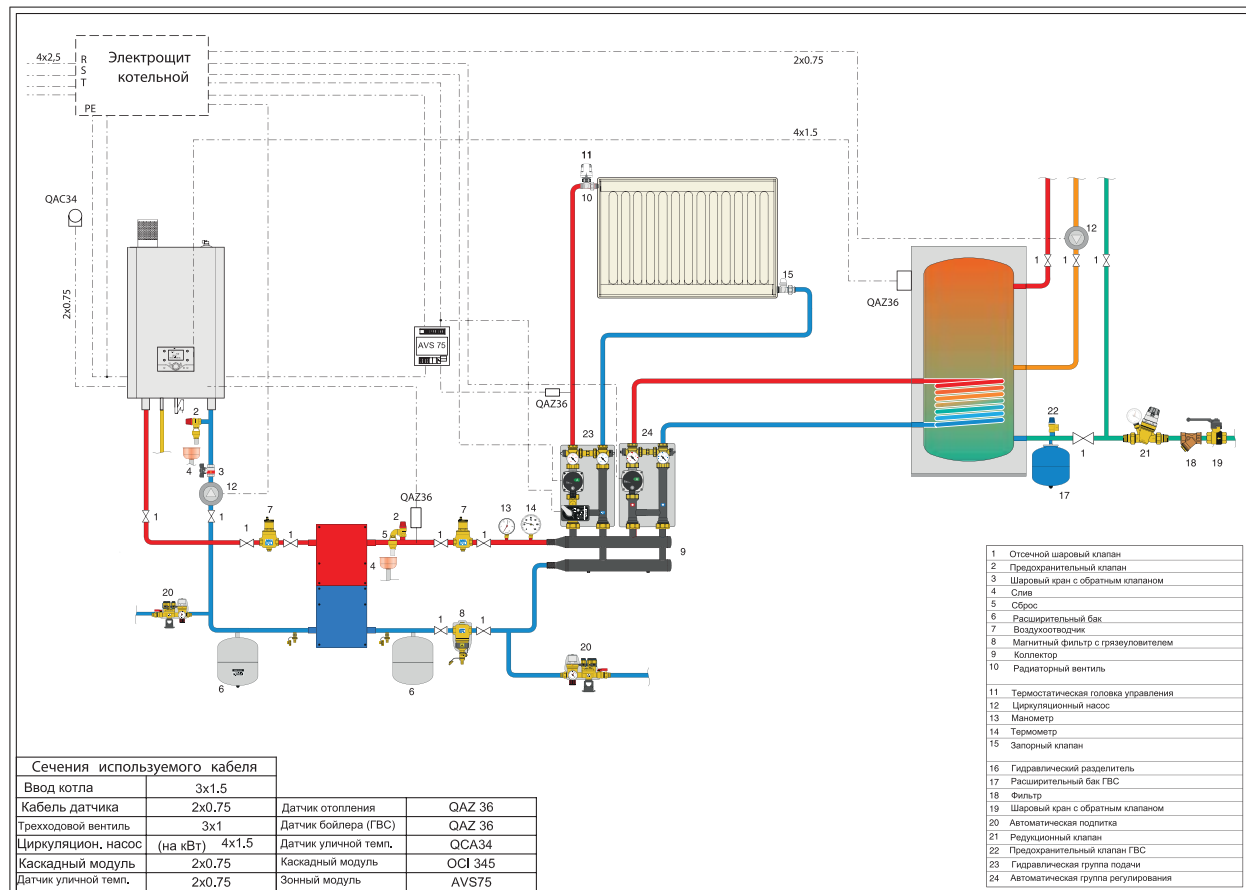 4x2,5
R
S
T
PE
Электрощит
котельной
2x0.75
4x1.5
QAC34
2x0.75
11
10
15
12
1
1
1
QAZ36
AVS 75
QAZ36
23
24
22
2
4
3
12
1
1
7
1
1
QAZ36
2
5
4
7
1
1
13
14
9
17
1
21
18
19
20
6
6
1
8
1
20
1 Отсечной шаровый клапан
2 Предохранительный клапан
3 Шаровый кран с обратным клапаном
4 Слив
5 Сброс
6 Расширительный бак
7 Воздухоотводчик
8 Магнитный фильтр с грязеуловителем
9 Коллектор
10 Радиаторный вентиль
11 Термостатическая головка управления
12 Циркуляционный насос
13 Манометр
14 Термометр
15 Запорный клапан
16 Гидравлический разделитель
17 Расширительный бак ГВС
18 Фильтр
19 Шаровый кран с обратным клапаном
20 Автоматическая подпитка
21 Редукционный клапан
22 Предохранительный клапан ГВС
23 Гидравлическая группа подачи
24 Автоматическая группа регулирования
Сечения используемого кабеля
Ввод котла 3x1.5
Кабель датчика 2x0.75 Датчик отопления QAZ 36
Трехходовой вентиль 3x1 Датчик бойлера (ГВС) QAZ 36
Циркуляцион. насос (на кВт) 4x1.5 Датчик уличной темп. QCA34
Каскадный модуль 2x0.75 Каскадный модуль OCI 345
Датчик уличной темп. 2x0.75 Зонный модуль AVS75